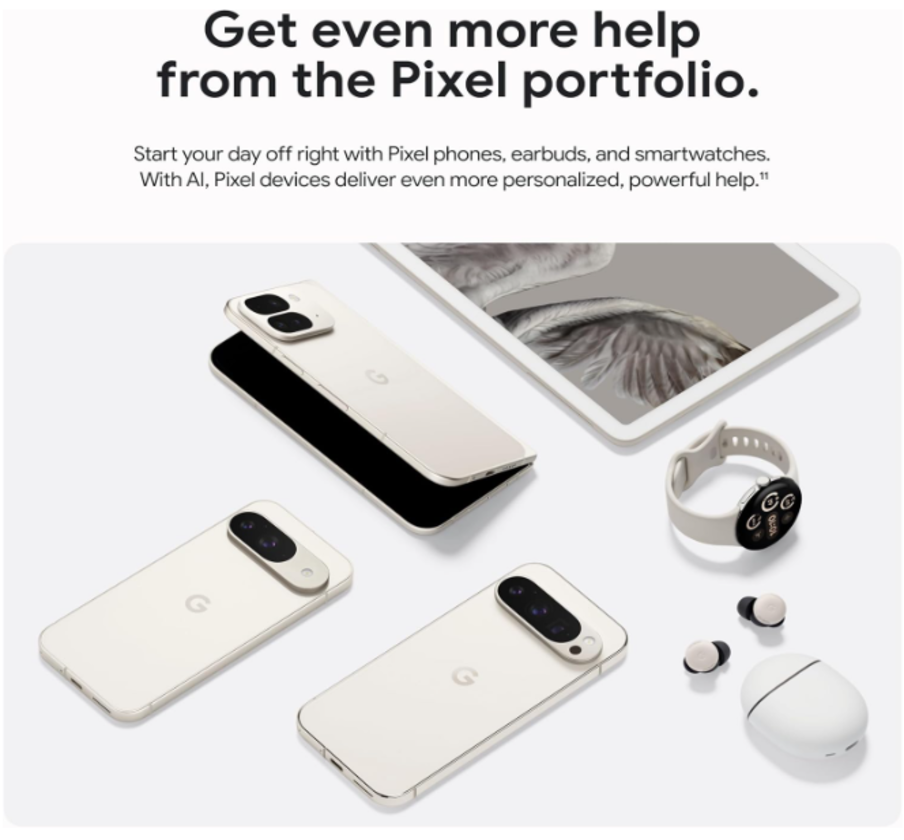 Get even more help
from the Pixel portfolio.
Start your day off right with Pixel phones, earbuds, and smartwatches.
With AI, Pixel devices deliver even more personalized, powerful help.¹¹
G
G
G